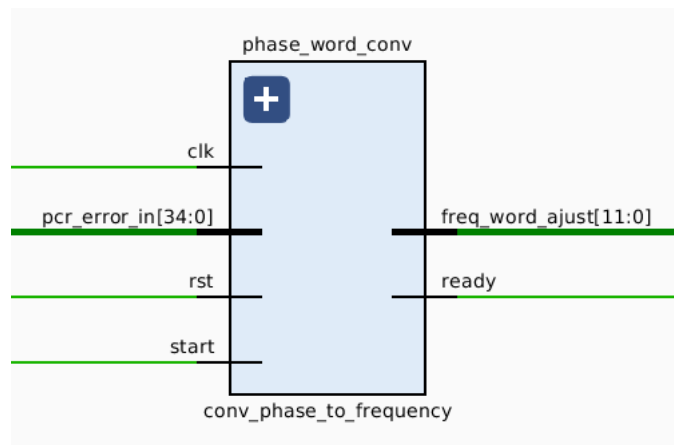 phase_word_conv
clk
pcr_error_in[34:0]
freq_word_ajust[11:0]
rst
ready
start
conv_phase_to_frequency